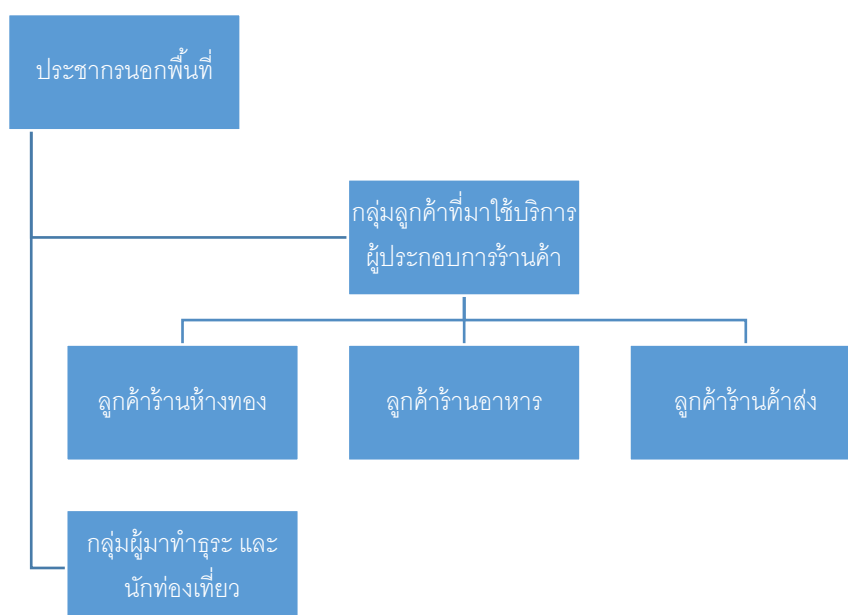 ประชากรนอกพื้นที่
กลุ่มลูกค้าที่มาใช้บริการ
ผู้ประกอบการร้านค้า
ลูกค้าร้านห้างทอง
ลูกค้าร้านอาหาร
ลูกค้าร้านค้าส่ง
กลุ่มผู้มาทำธุระ และ
นักท่องเที่ยว